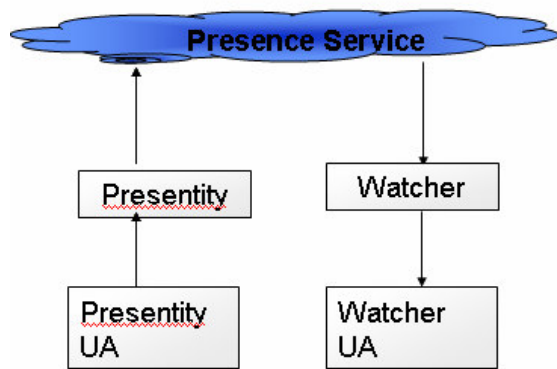 Presence Service
Presentity
Watcher
Presentity
UA
Watcher
UA